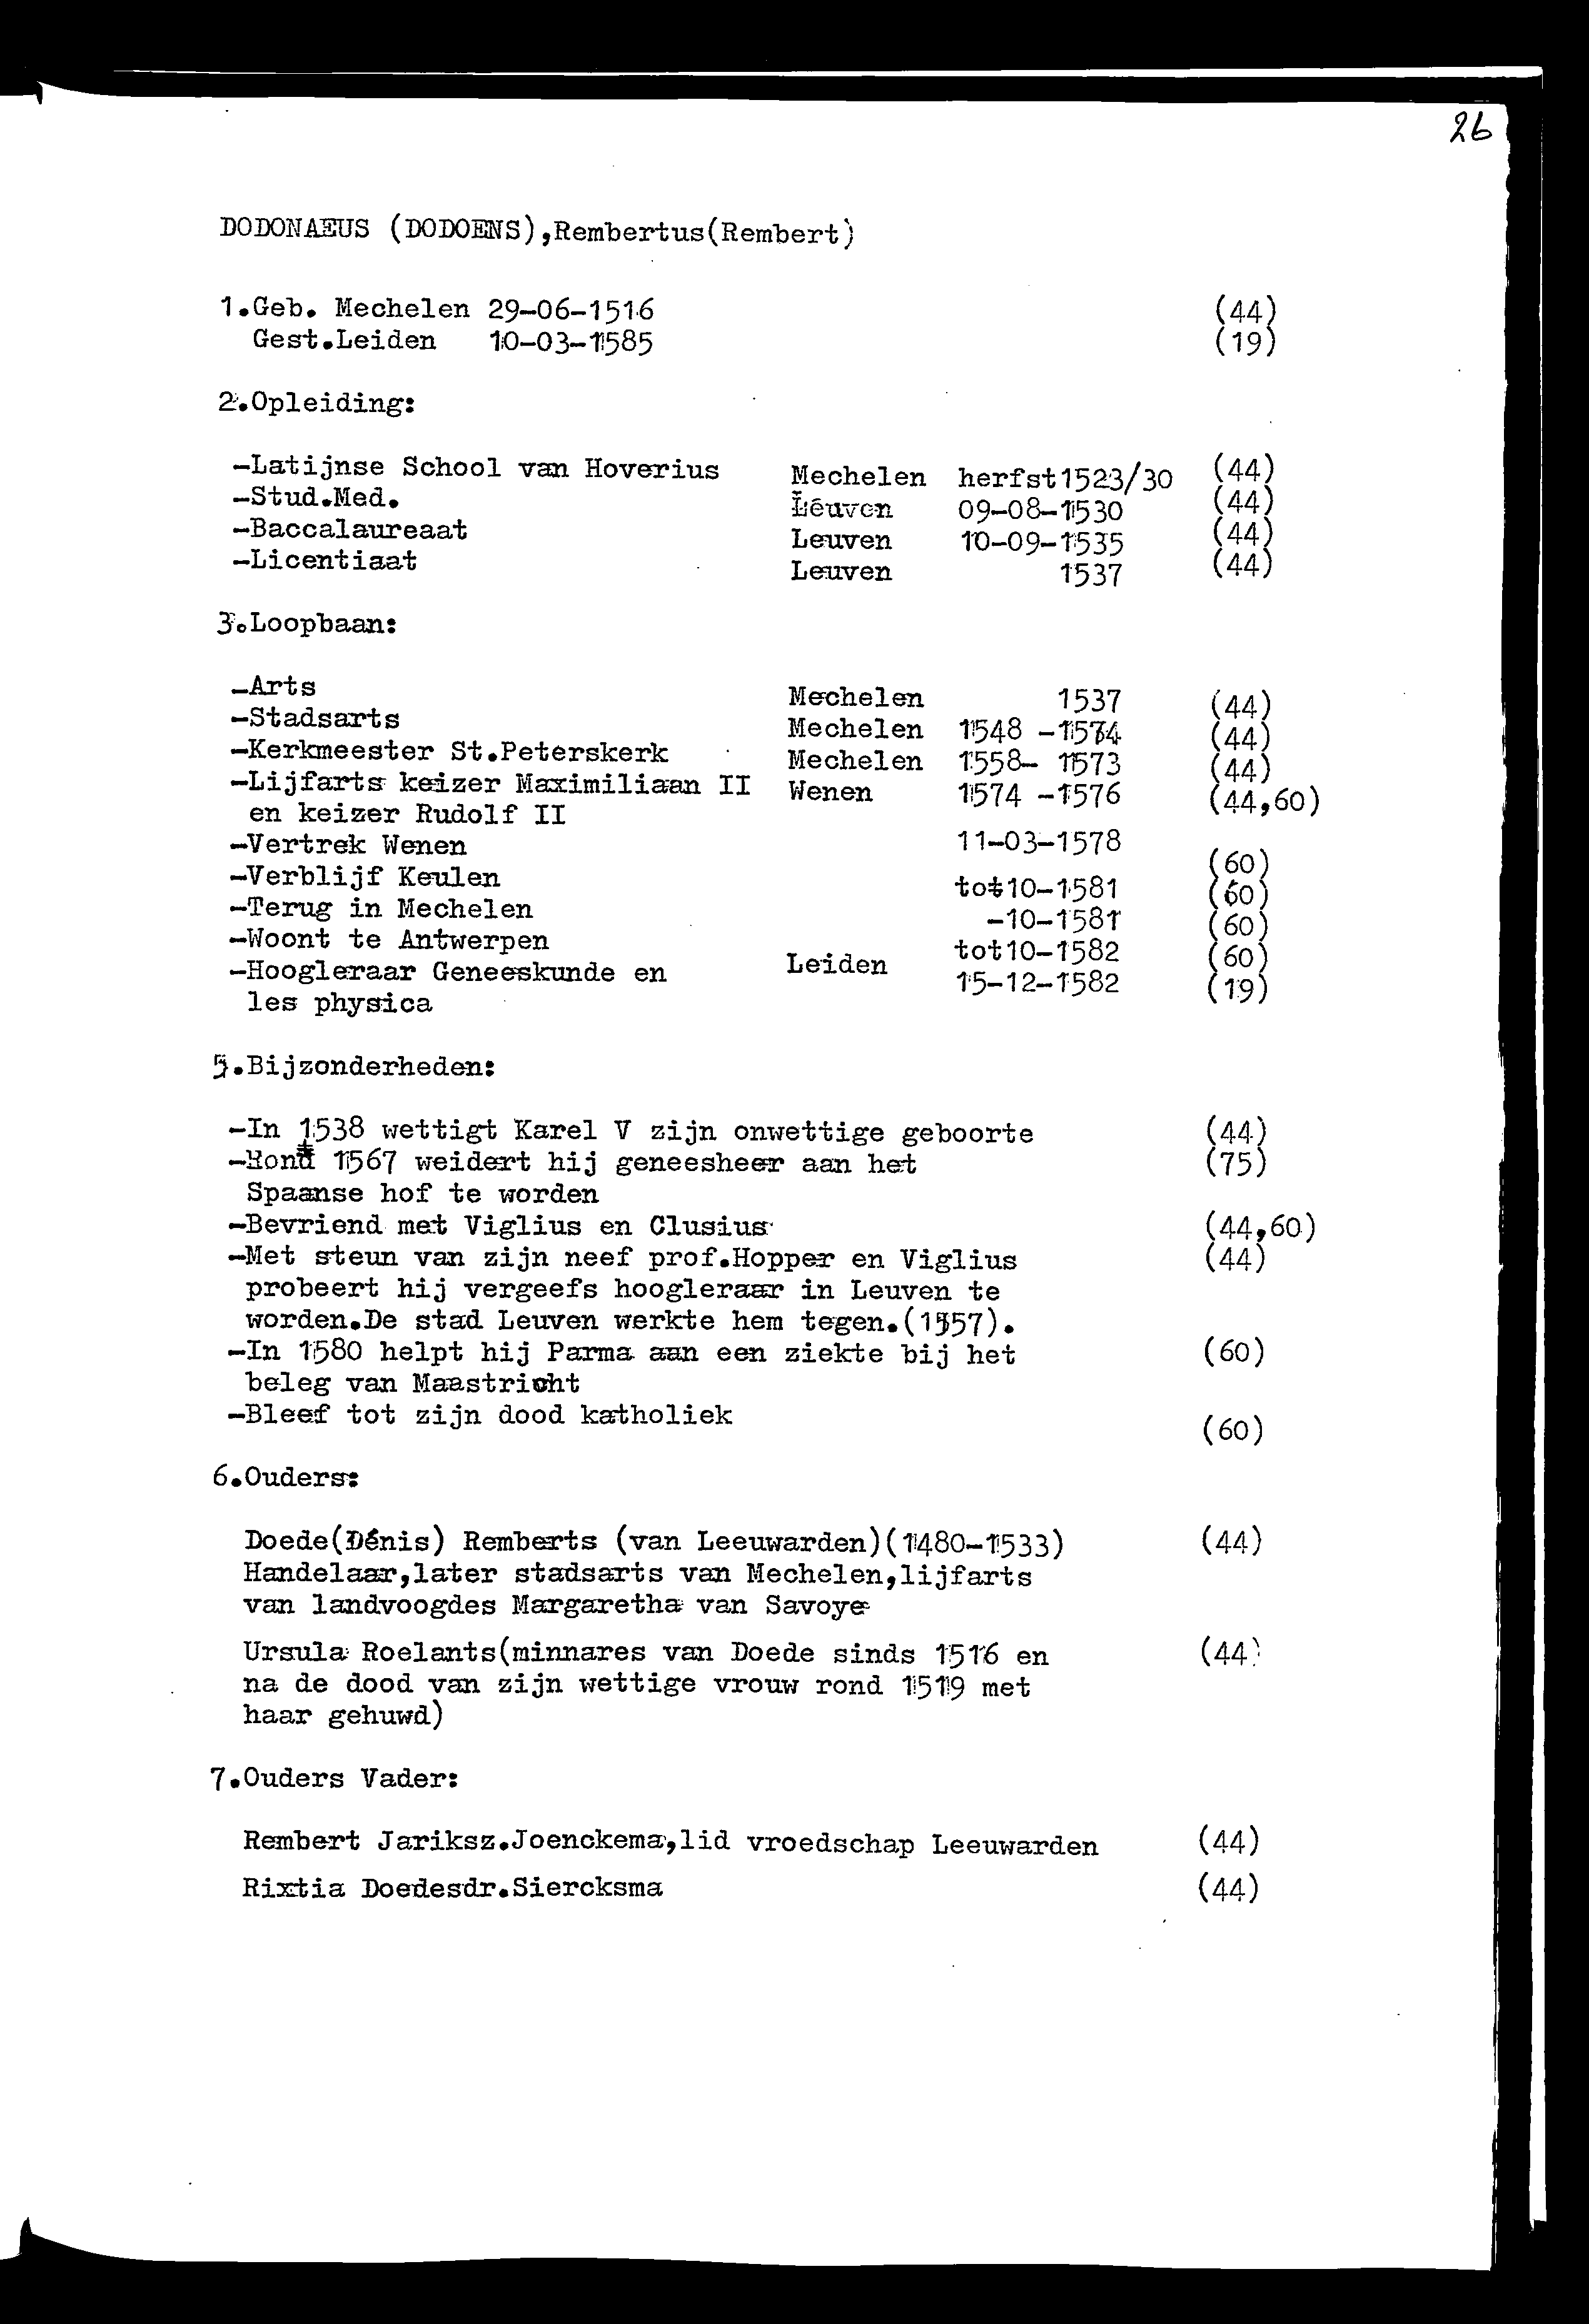 26
DODONAEUS (DODOENS),Rembertus(Rembert)
1.Geb. Mechelen 29-06-1516 (44)
Gest.Leiden 10-03-1585 (19)
2.Opleiding:
-Latijnse School van Hoverius Mechelen herfst1523/30 (44)
-Stud.Med. Leuven 09-08-1530 (44)
-Baccalaureaat Leuven 10-09-1535 (44)
-Licentiaat Leuven 1537 (44)
3.Loopbaan:
-Arts Mechelen 1537 (44)
-Stadsarts Mechelen 1548 -1574 (44)
-Kerkmeester St.Peterskerk Mechelen 1558- 1573 (44)
-Lijfarts keizer Maximiliaan II Wenen 1574 -1576 (44,60)
en keizer Rudolf II
-Vertrek Wenen 11-03-1578 (60)
-Verblijf Keulen tot10-1581 (60)
-Terug in Mechelen -10-1581 (60)
-Woont te Antwerpen tot10-1582 (60)
-Hoogleraar Geneeskunde en Leiden 15-12-1582 (19)
les physica
5.Bijzonderheden:
-In 1538 wettigt Karel V zijn onwettige geboorte (44)
-Rond 1567 weidert hij geneesheer aan het (75)
Spaanse hof te worden
-Bevriend met Viglius en Clusius (44,60)
-Met steun van zijn neef prof.Hopper en Viglius (44)
probeert hij vergeefs hoogleraar in Leuven te
worden.De stad Leuven werkte hem tegen.(1557).
-In 1580 helpt hij Parma aan een ziekte bij het (60)
beleg van Maastricht
-Bleef tot zijn dood katholiek (60)
6.Ouders:
Doede(Dénis) Remberts (van Leeuwarden)(1480-1533) (44)
Handelaar,later stadsarts van Mechelen,lijfarts
van landvoogdes Margaretha van Savoye
Ursula Roelants(minnares van Doede sinds 1516 en (44)
na de dood van zijn wettige vrouw rond 1519 met
haar gehuwd)
7.Ouders Vader:
Rembert Jariksz.Joenckema,lid vroedschap Leeuwarden (44)
Rixtia Doedesdr.Siercksma (44)